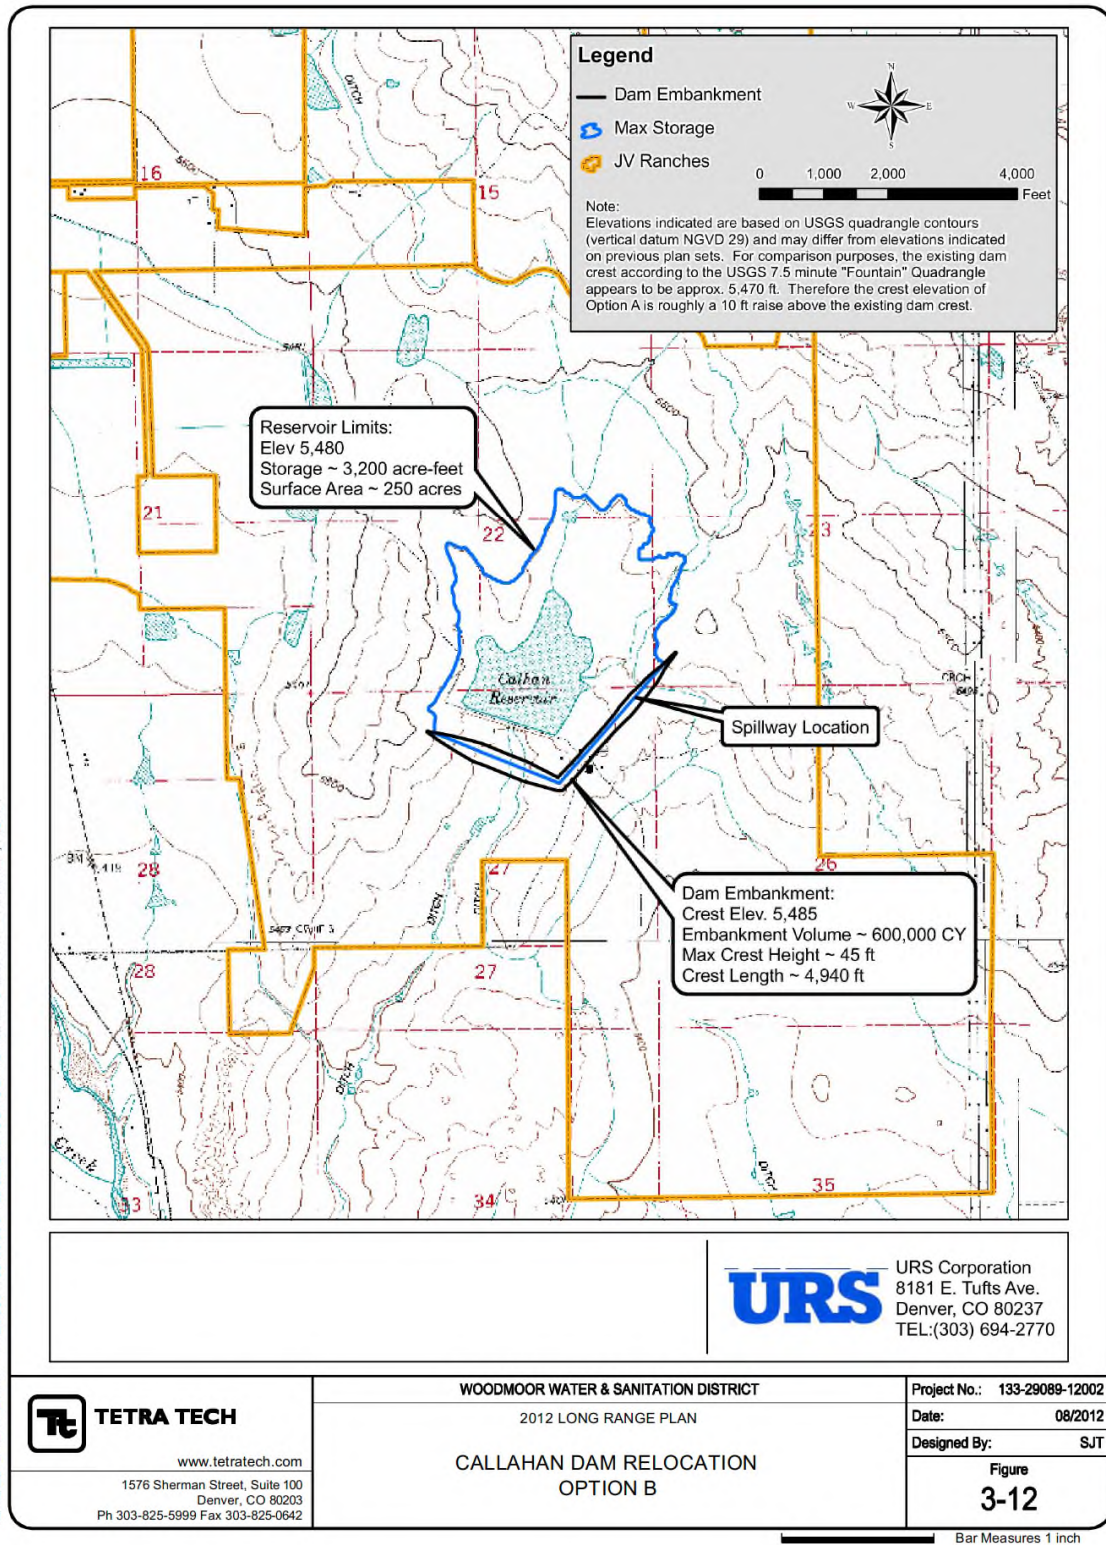 Legend
Dam Embankment
Max Storage
JV Ranches
N
W E
S
0 1,000 2,000 4,000
Feet
Note:
Elevations indicated are based on USGS quadrangle contours
(vertical datum NGVD 29) and may differ from elevations indicated
on previous plan sets. For comparison purposes, the existing dam
crest according to the USGS 7.5 minute "Fountain" Quadrangle
appears to be approx. 5,470 ft. Therefore the crest elevation of
Option A is roughly a 10 ft raise above the existing dam crest.
DITCH
16
15
5600
Reservoir Limits:
Elev 5,480
Storage ~ 3,200 acre-feet
Surface Area ~ 250 acres
21
22
23
Calhan
Reservoir
Spillway Location
28
27
26
DITCH
DITCH
Dam Embankment:
Crest Elev. 5,485
Embankment Volume ~ 600,000 CY
Max Crest Height ~ 45 ft
Crest Length ~ 4,940 ft
28
27
DITCH
Creek
DITCH
33
34
35
URS
URS Corporation
8181 E. Tufts Ave.
Denver, CO 80237
TEL:(303) 694-2770
Tt TETRA TECH
www.tetratech.com
1576 Sherman Street, Suite 100
Denver, CO 80203
Ph 303-825-5999 Fax 303-825-0642
WOODMOOR WATER & SANITATION DISTRICT
2012 LONG RANGE PLAN
CALLAHAN DAM RELOCATION
OPTION B
Project No.: 133-29089-12002
Date: 08/2012
Designed By: SJT
Figure
3-12
Bar Measures 1 inch